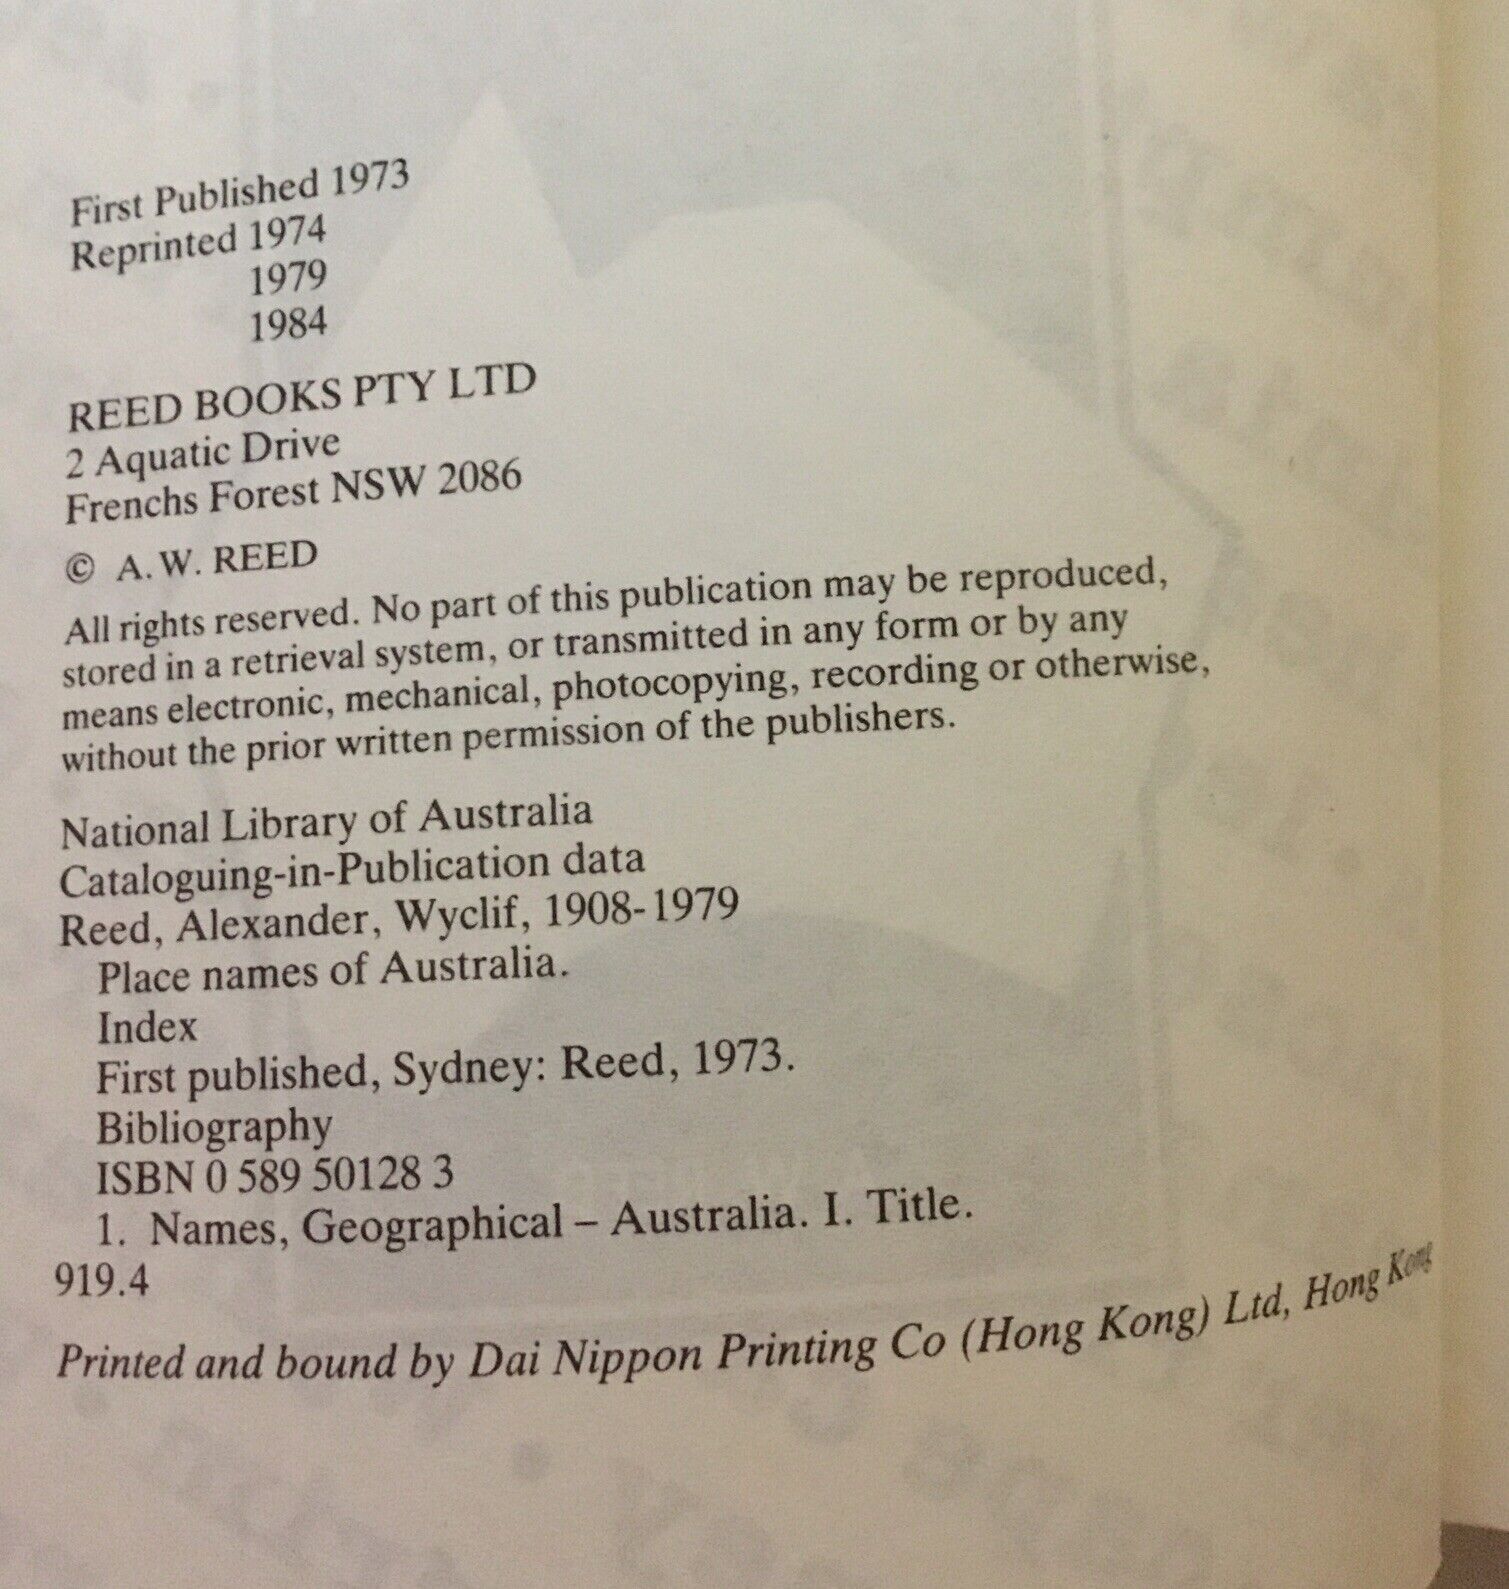 First Published 1973
Reprinted 1974
1979
1984
REED BOOKS PTY LTD
2 Aquatic Drive
Frenchs Forest NSW 2086
© A. W. REED
All rights reserved. No part of this publication may be reproduced,
stored in a retrieval system, or transmitted in any form or by any
means electronic, mechanical, photocopying, recording or otherwise,
without the prior written permission of the publishers.
National Library of Australia
Cataloguing-in-Publication data
Reed, Alexander, Wyclif, 1908-1979
Place names of Australia.
Index
First published, Sydney: Reed, 1973.
Bibliography
ISBN 0 589 50128 3
1. Names, Geographical – Australia. I. Title.
919.4
Printed and bound by Dai Nippon Printing Co (Hong Kong) Ltd, Hong Kong